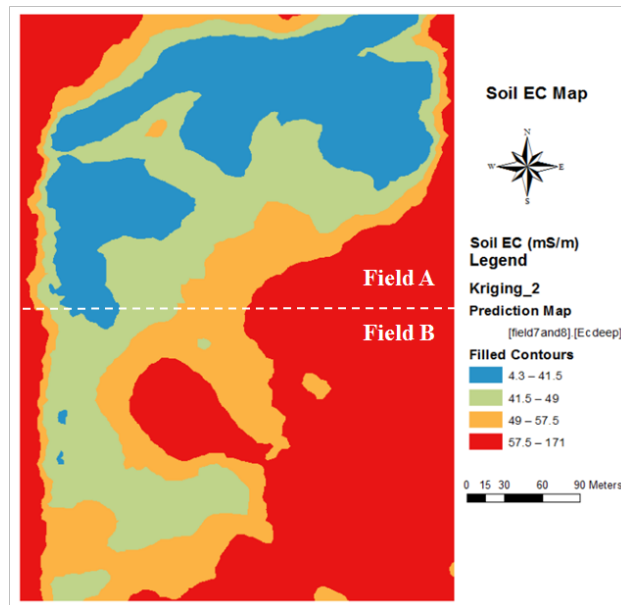 Soil EC Map
N
W
E
S
Field A
Field B
Soil EC (mS/m)
Legend
Kriging_2
Prediction Map
[field7and8].[Ecdeep]
Filled Contours
4.3 – 41.5
41.5 – 49
49 – 57.5
57.5 – 171
0 15 30 60 90 Meters